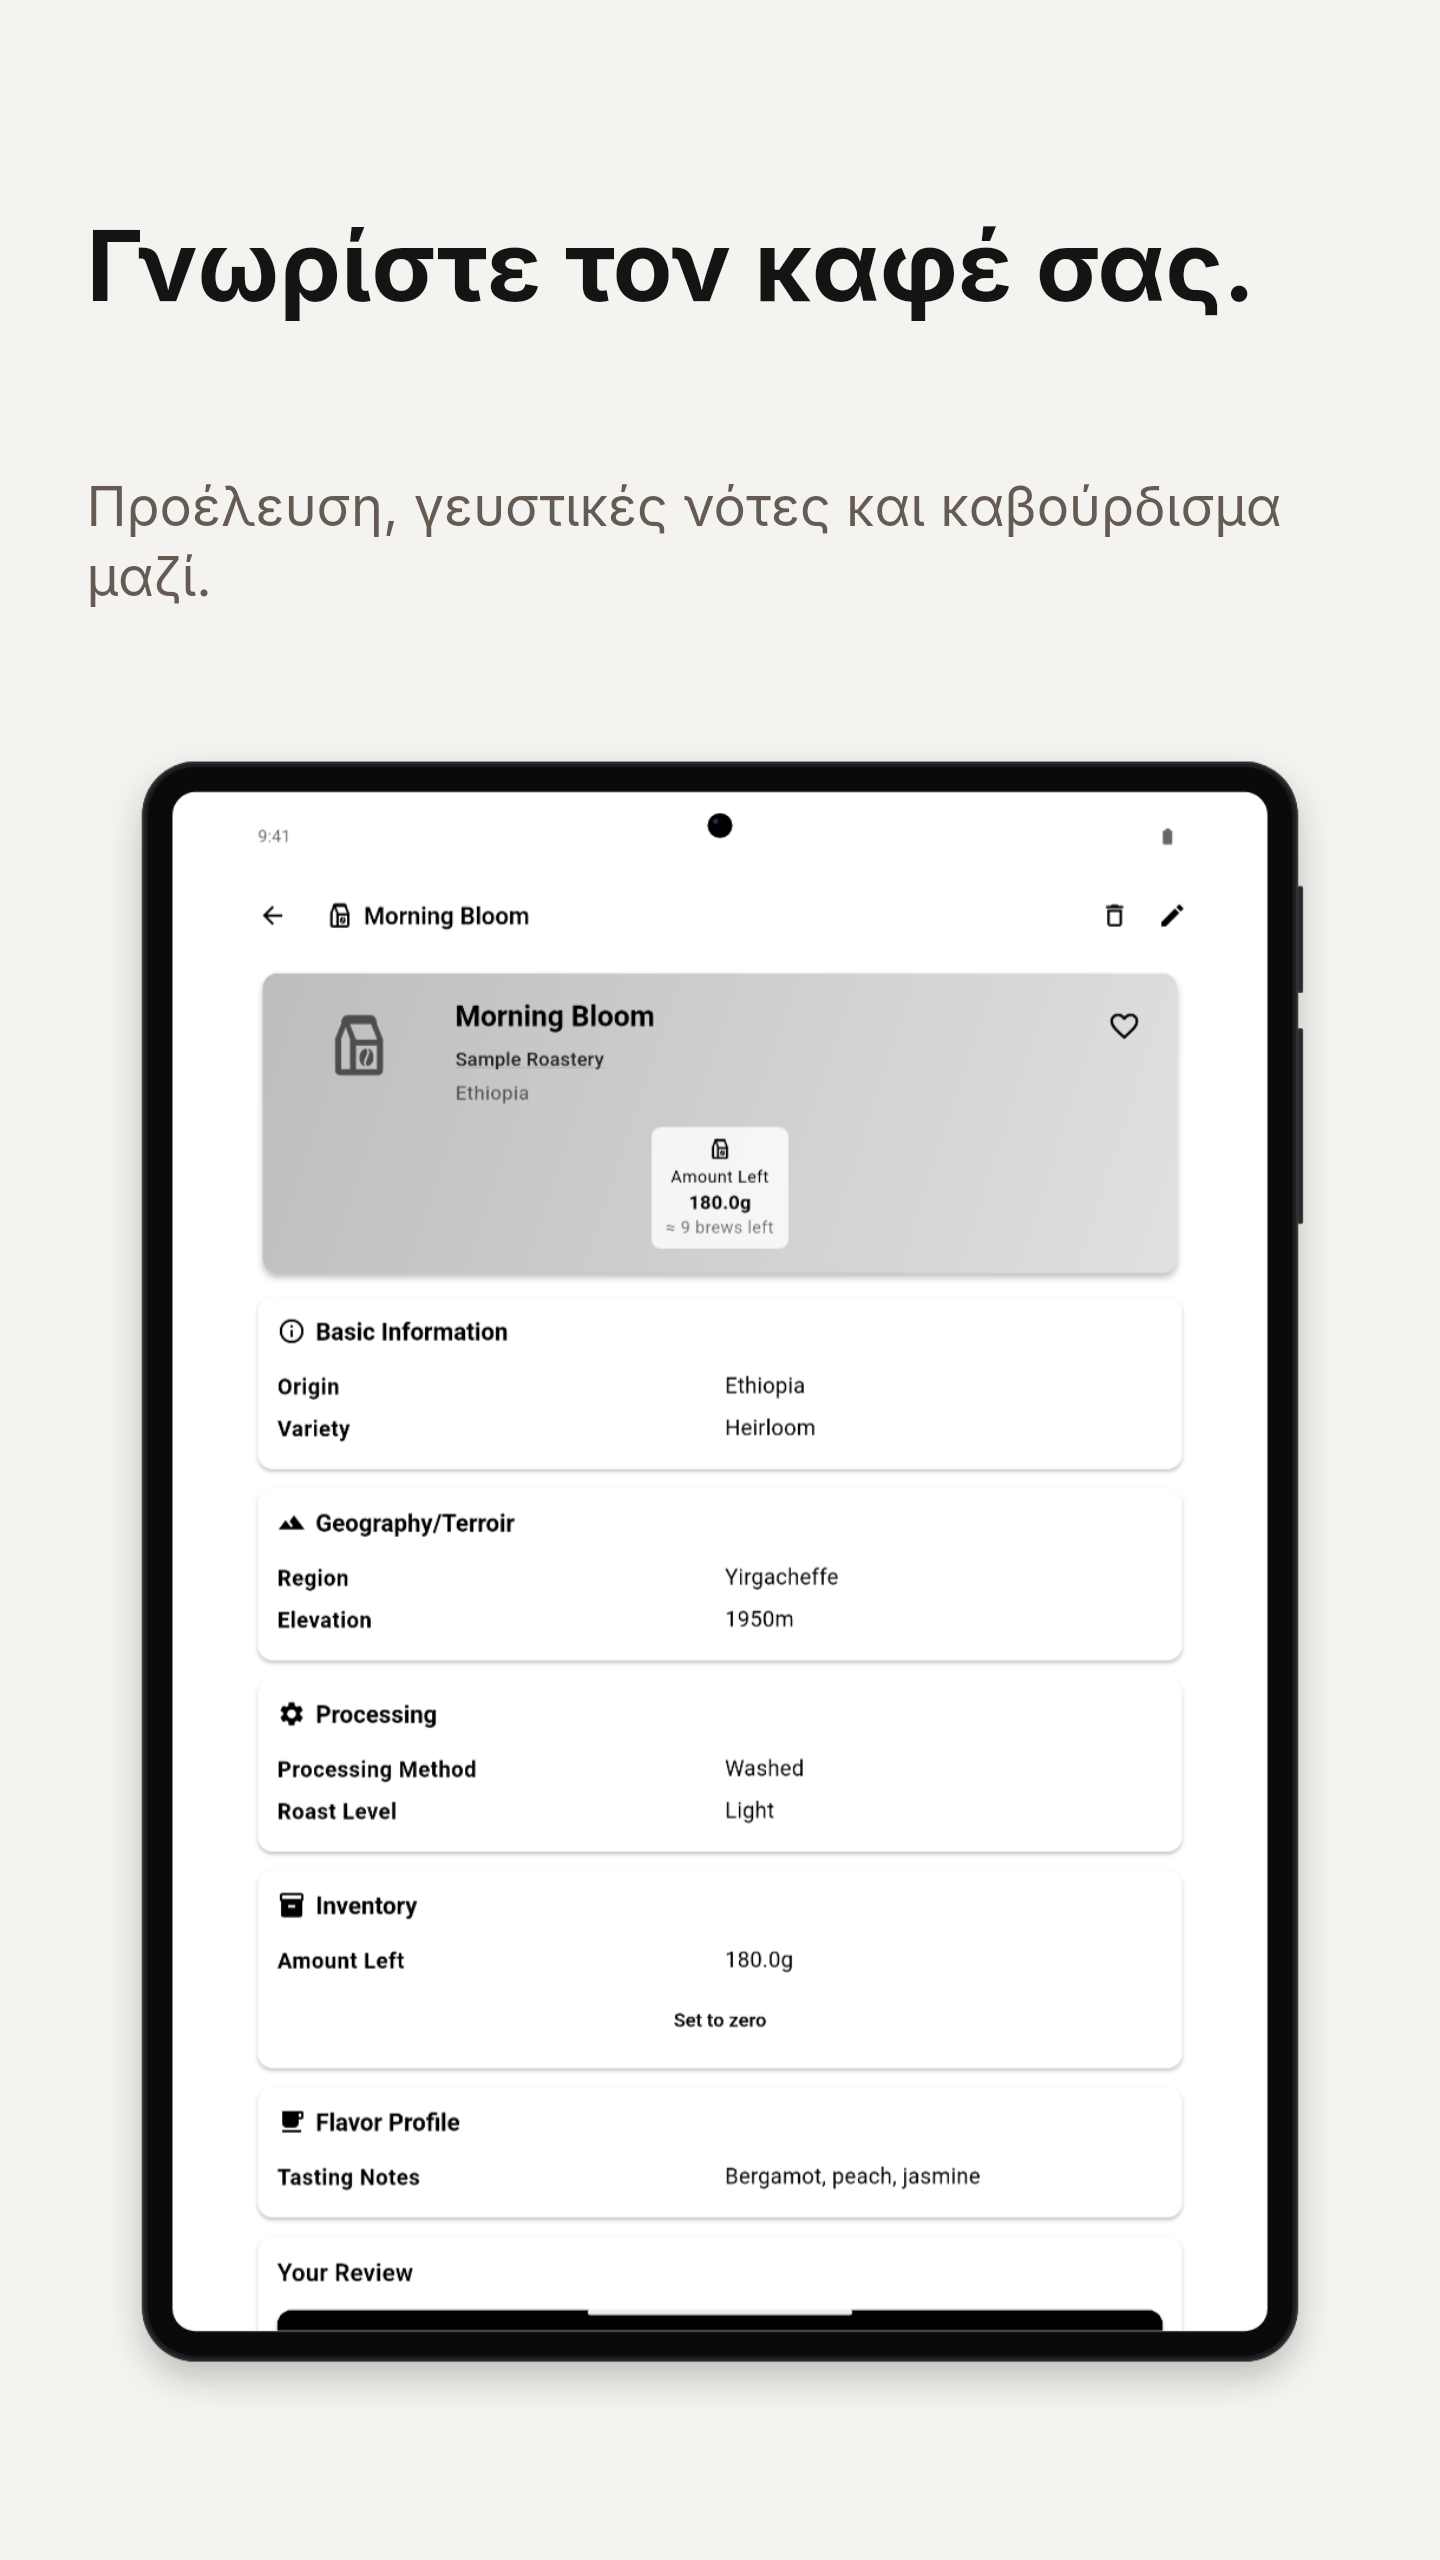 Γνωρίστε τον καφέ σας.
Προέλευση, γευστικές νότες και καβούρδισμα
μαζί.
9:41
Morning Bloom
Morning Bloom
Sample Roastery
Ethiopia
Amount Left
180.0g
≈ 9 brews left
Basic Information
Origin Ethiopia
Variety Heirloom
Geography/Terroir
Region Yirgacheffe
Elevation 1950m
Processing
Processing Method Washed
Roast Level Light
Inventory
Amount Left 180.0g
Set to zero
Flavor Profile
Tasting Notes Bergamot, peach, jasmine
Your Review